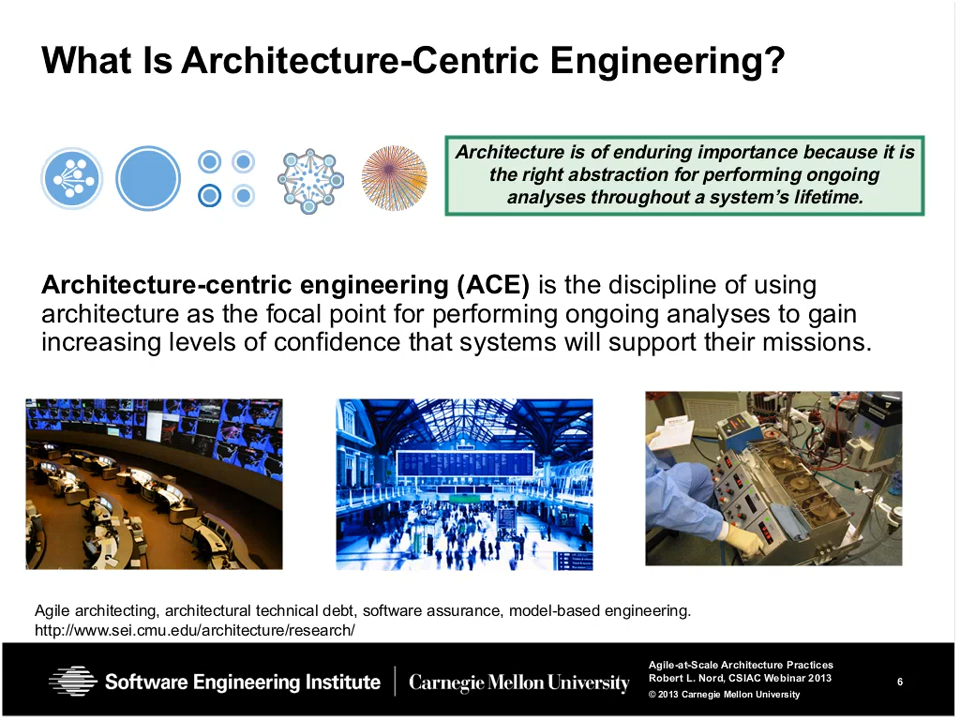 What Is Architecture-Centric Engineering?
Architecture is of enduring importance because it is
the right abstraction for performing ongoing
analyses throughout a system’s lifetime.
Architecture-centric engineering (ACE) is the discipline of using
architecture as the focal point for performing ongoing analyses to gain
increasing levels of confidence that systems will support their missions.
Agile architecting, architectural technical debt, software assurance, model-based engineering.
http://www.sei.cmu.edu/architecture/research/
Software Engineering Institute
Carnegie Mellon University
Agile-at-Scale Architecture Practices
Robert L. Nord, CSIAC Webinar 2013
© 2013 Carnegie Mellon University
6